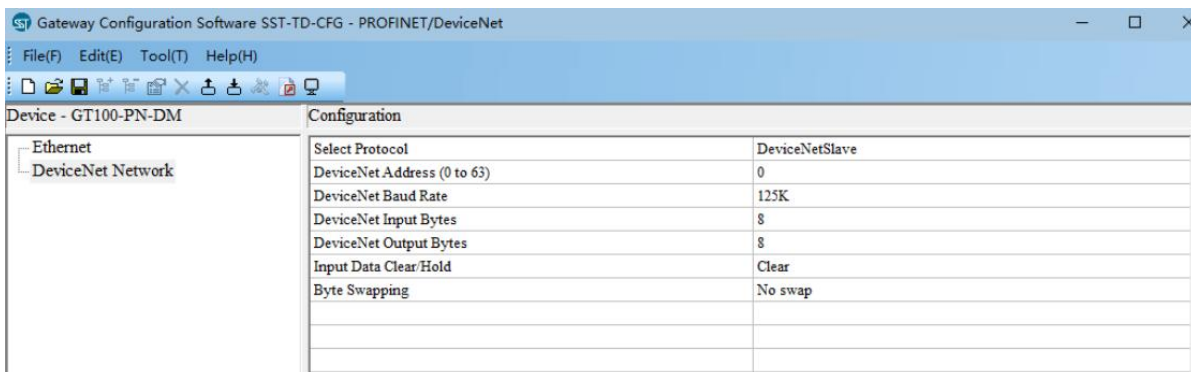 SST Gateway Configuration Software SST-TD-CFG - PROFINET/DeviceNet
File(F) Edit(E) Tool(T) Help(H)
Device - GT100-PN-DM Configuration
Ethernet Select Protocol DeviceNetSlave
DeviceNet Network DeviceNet Address (0 to 63) 0
DeviceNet Baud Rate 125K
DeviceNet Input Bytes 8
DeviceNet Output Bytes 8
Input Data Clear/Hold Clear
Byte Swapping No swap